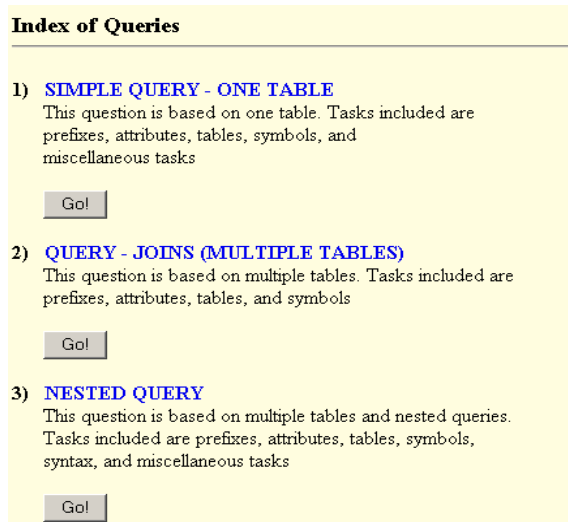 Index of Queries
1) SIMPLE QUERY - ONE TABLE
This question is based on one table. Tasks included are
prefixes, attributes, tables, symbols, and
miscellaneous tasks
Go!
2) QUERY - JOINS (MULTIPLE TABLES)
This question is based on multiple tables. Tasks included are
prefixes, attributes, tables, and symbols
Go!
3) NESTED QUERY
This question is based on multiple tables and nested queries.
Tasks included are prefixes, attributes, tables, symbols,
syntax, and miscellaneous tasks
Go!